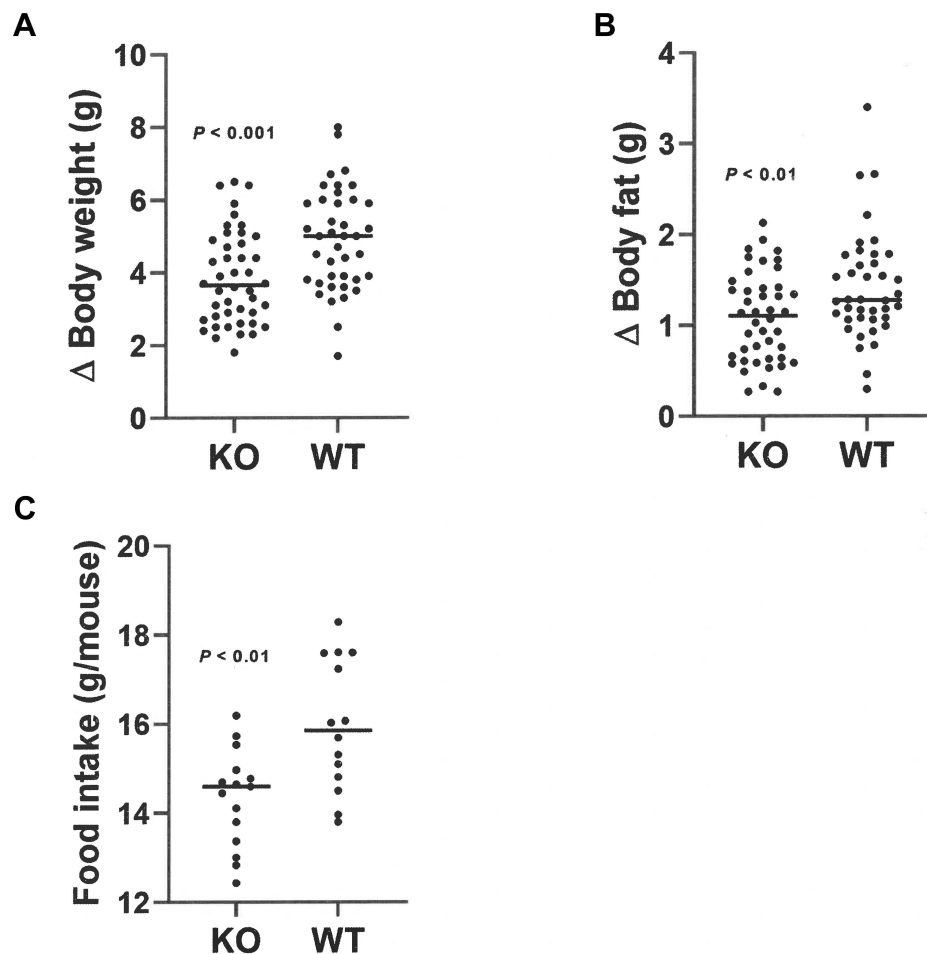 A
Δ Body weight (g)
10
8
6
4
2
0
P < 0.001
KO WT
B
Δ Body fat (g)
4
3
2
1
0
P < 0.01
KO WT
C
Food intake (g/mouse)
20
18
16
14
12
P < 0.01
KO WT